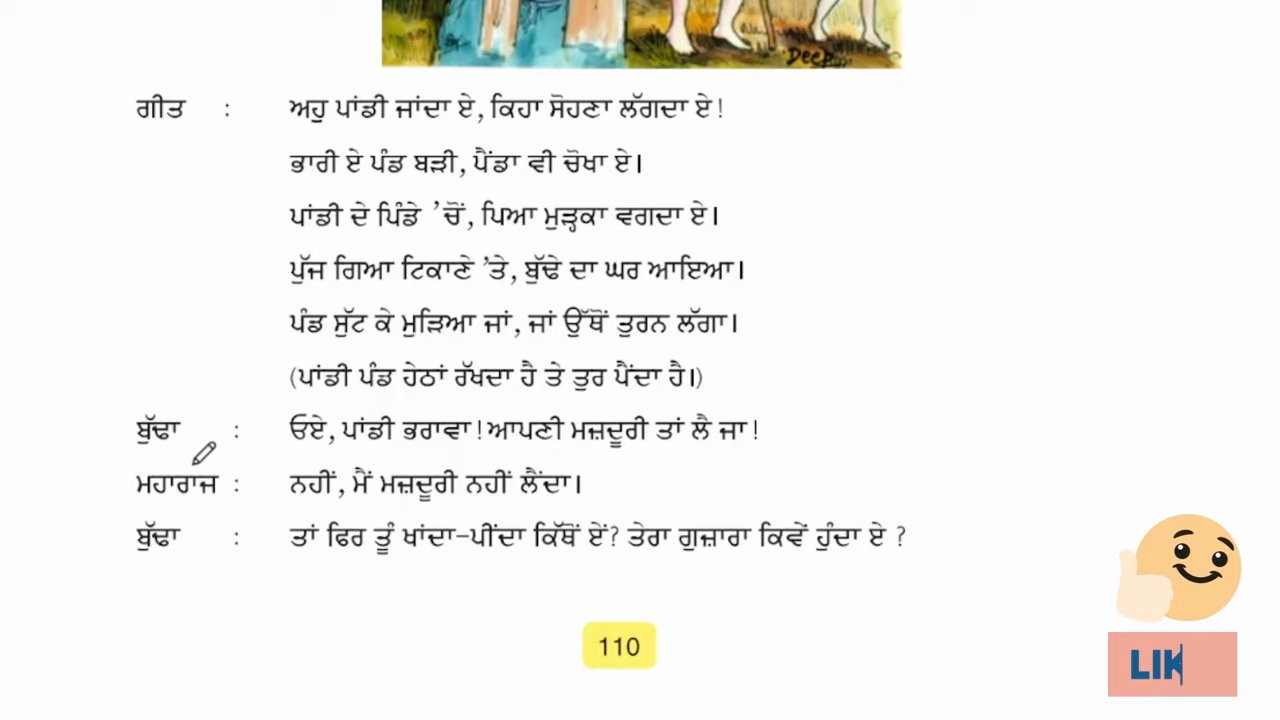 Deep
ਗੀਤ : ਅਹੁ ਪਾਂਡੀ ਜਾਂਦਾ ਏ, ਕਿਹਾ ਸੋਹਣਾ ਲੱਗਦਾ ਏ!
ਭਾਰੀ ਏ ਪੰਡ ਬੜੀ, ਪੈਂਡਾ ਵੀ ਚੋਖਾ ਏ।
ਪਾਂਡੀ ਦੇ ਪਿੰਡੇ ’ਚੋਂ, ਪਿਆ ਮੁੜ੍ਹਕਾ ਵਗਦਾ ਏ।
ਪੁੱਜ ਗਿਆ ਟਿਕਾਣੇ ’ਤੇ, ਬੁੱਢੇ ਦਾ ਘਰ ਆਇਆ।
ਪੰਡ ਸੁੱਟ ਕੇ ਮੁੜਿਆ ਜਾਂ, ਜਾਂ ਉੱਥੋਂ ਤੁਰਨ ਲੱਗਾ।
(ਪਾਂਡੀ ਪੰਡ ਹੇਠਾਂ ਰੱਖਦਾ ਹੈ ਤੇ ਤੁਰ ਪੈਂਦਾ ਹੈ।)
ਬੁੱਢਾ : ਓਏ, ਪਾਂਡੀ ਭਰਾਵਾ! ਆਪਣੀ ਮਜ਼ਦੂਰੀ ਤਾਂ ਲੈ ਜਾ!
ਮਹਾਰਾਜ : ਨਹੀਂ, ਮੈਂ ਮਜ਼ਦੂਰੀ ਨਹੀਂ ਲੈਂਦਾ।
ਬੁੱਢਾ : ਤਾਂ ਫਿਰ ਤੂੰ ਖਾਂਦਾ-ਪੀਂਦਾ ਕਿੱਥੋਂ ਏਂ? ਤੇਰਾ ਗੁਜ਼ਾਰਾ ਕਿਵੇਂ ਹੁੰਦਾ ਏ ?
110
LIK